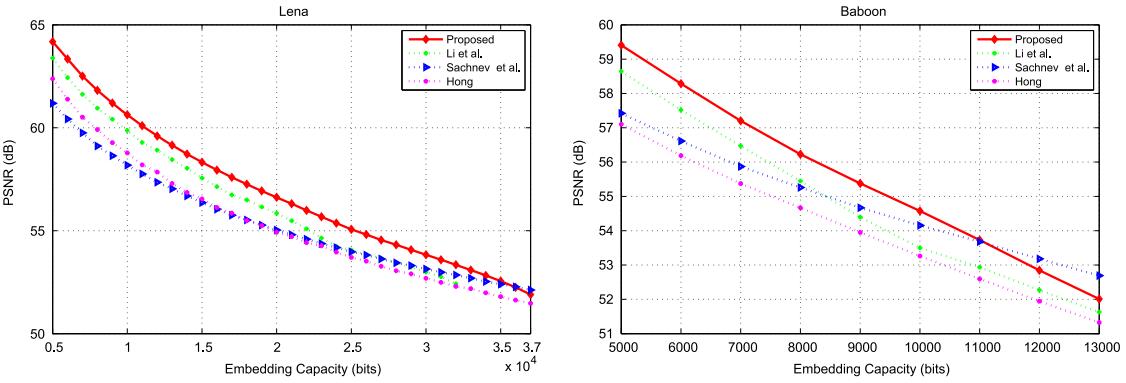 Lena
65
60
55
50
PSNR (dB)
Proposed
Li et al.
Sachnev et al.
Hong
0.5
1
1.5
2
2.5
3
3.5 3.7
x 10^4
Embedding Capacity (bits)
Baboon
60
59
58
57
56
55
54
53
52
51
PSNR (dB)
Proposed
Li et al.
Sachnev et al.
Hong
5000 6000 7000 8000 9000 10000 11000 12000 13000
Embedding Capacity (bits)